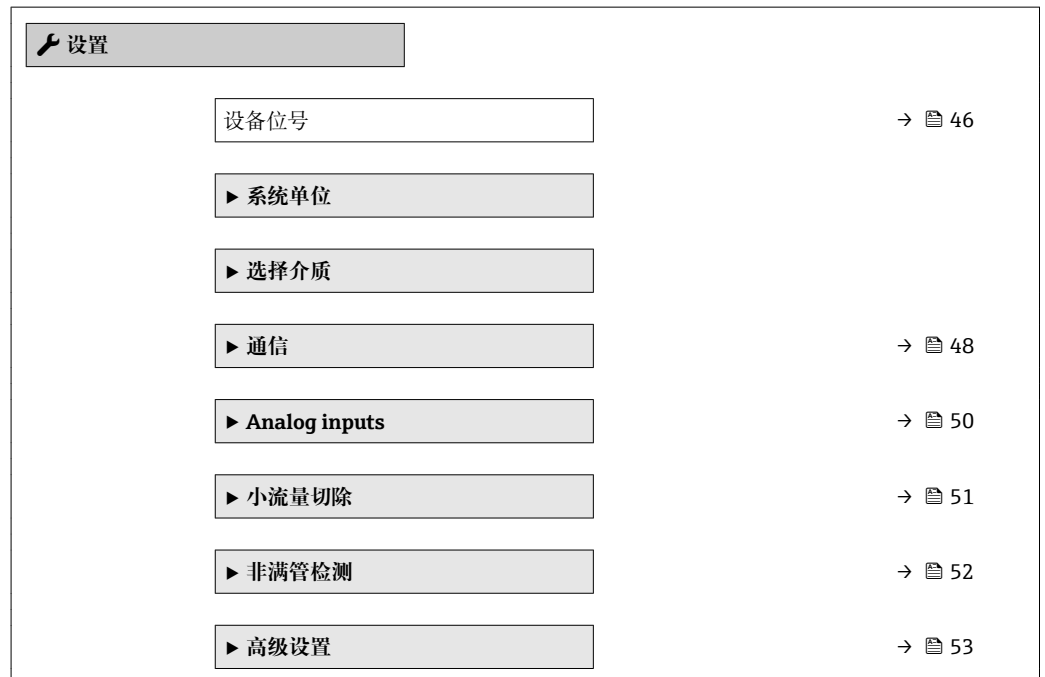 设置
设备位号 → 46
▶ 系统单位
▶ 选择介质
▶ 通信 → 48
▶ Analog inputs → 50
▶ 小流量切除 → 51
▶ 非满管检测 → 52
▶ 高级设置 → 53